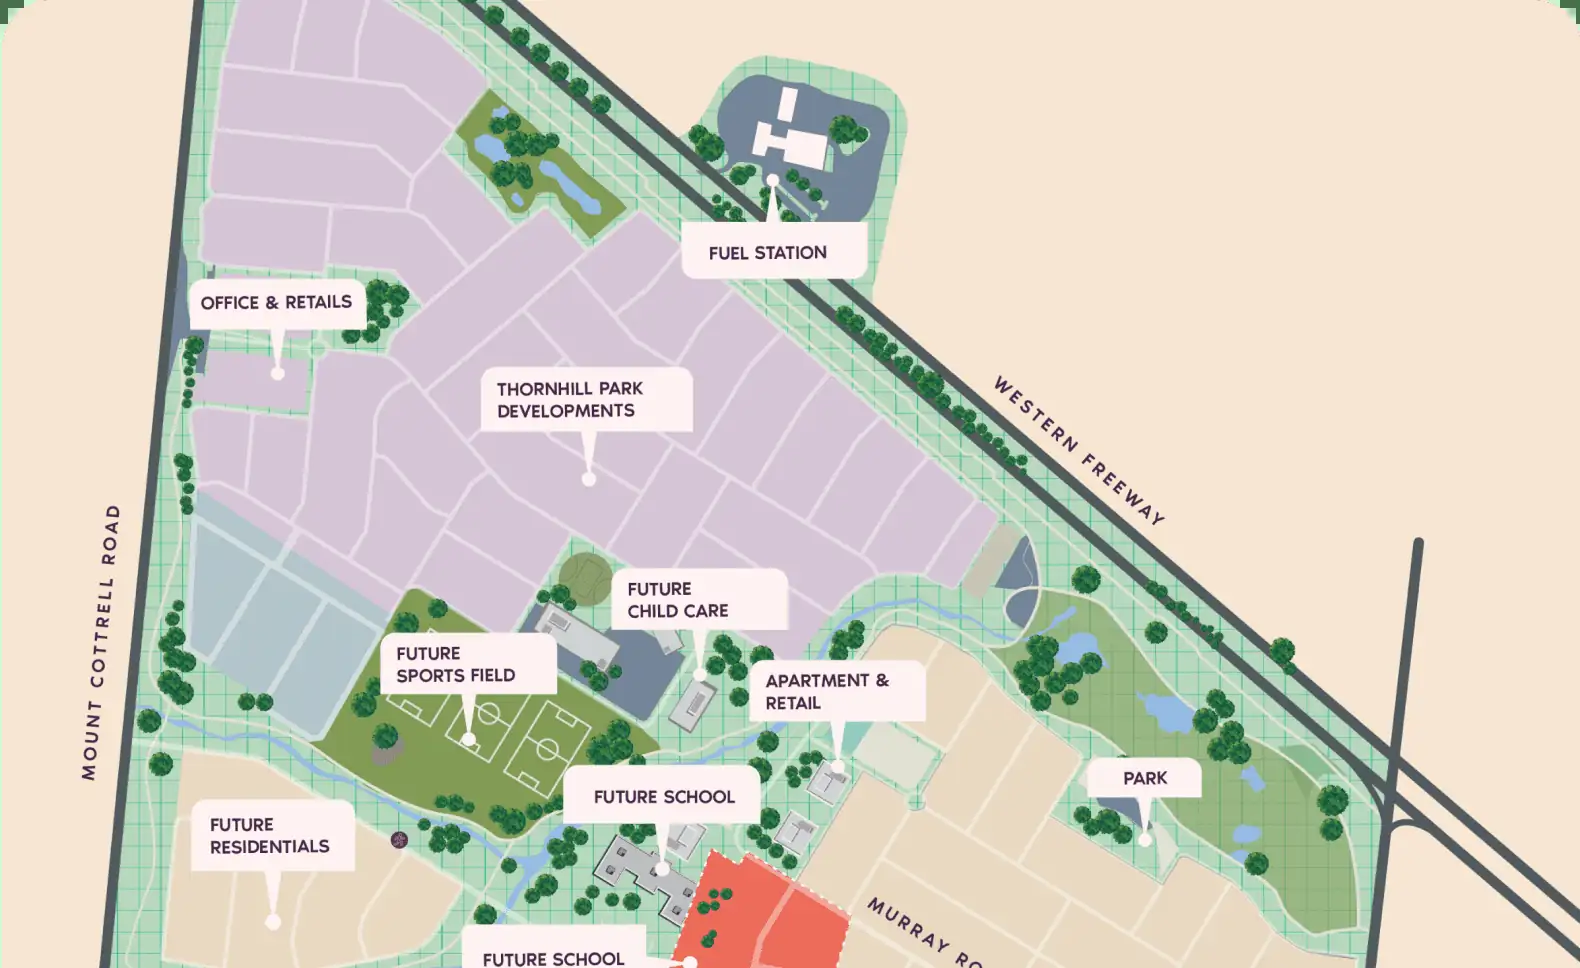 FUEL STATION
OFFICE & RETAILS
THORNHILL PARK
DEVELOPMENTS
WESTERN FREEWAY
MOUNT COTTRELL ROAD
FUTURE
CHILD CARE
FUTURE
SPORTS FIELD
APARTMENT &
RETAIL
PARK
FUTURE SCHOOL
FUTURE
RESIDENTIALS
MURRAY RO
FUTURE SCHOOL